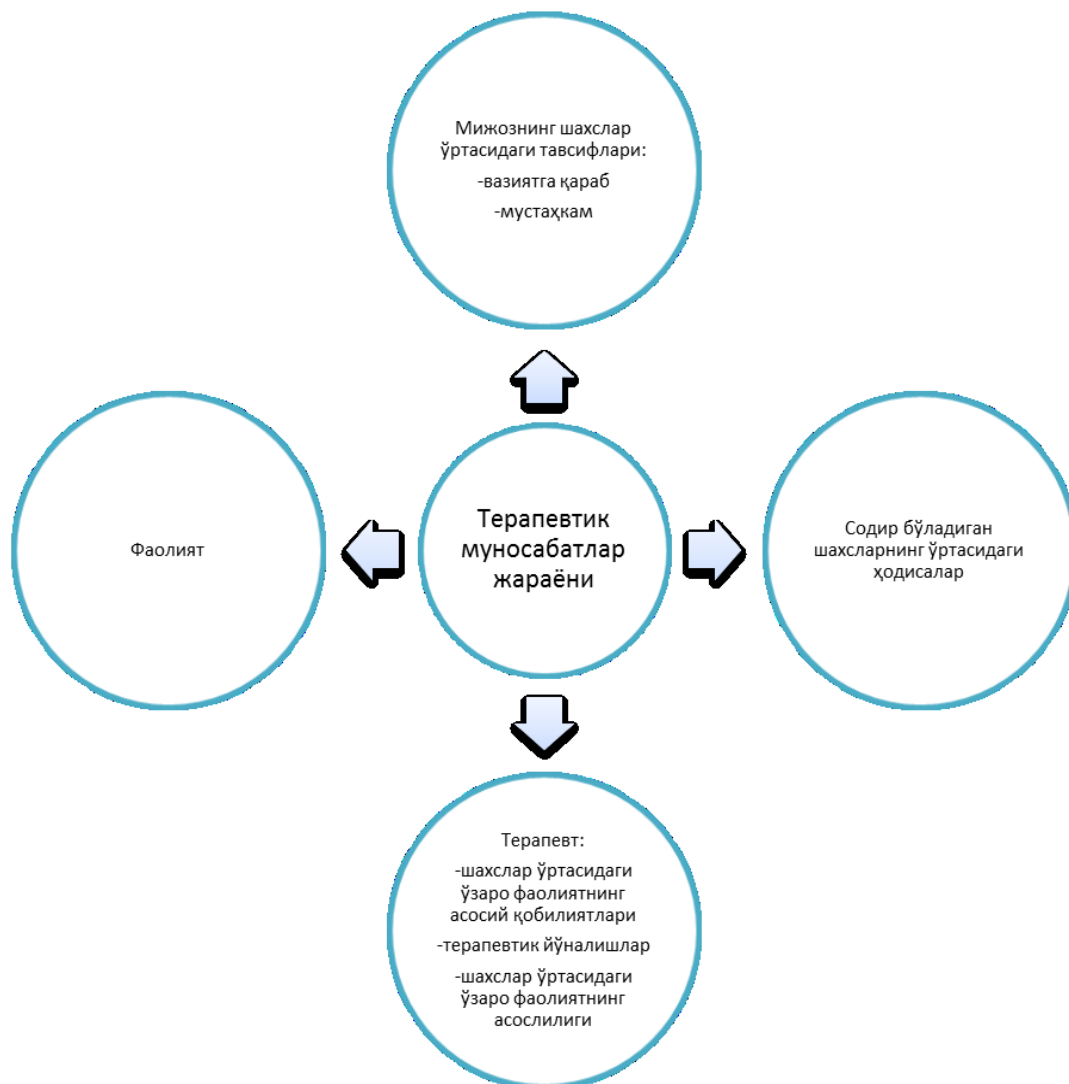 Мижознинг шахслар
ўртасидаги тавсифлари:
-вазиятга қараб
-мустаҳкам
Фаолият
Терапевтик
муносабатлар
жараёни
Содир бўладиган
шахсларнинг ўртасидаги
ҳодисалар
Терапевт:
-шахслар ўртасидаги
ўзаро фаолиятнинг
асосий қобилиятлари
-терапевтик йўналишлар
-шахслар ўртасидаги
ўзаро фаолиятнинг
асослилиги